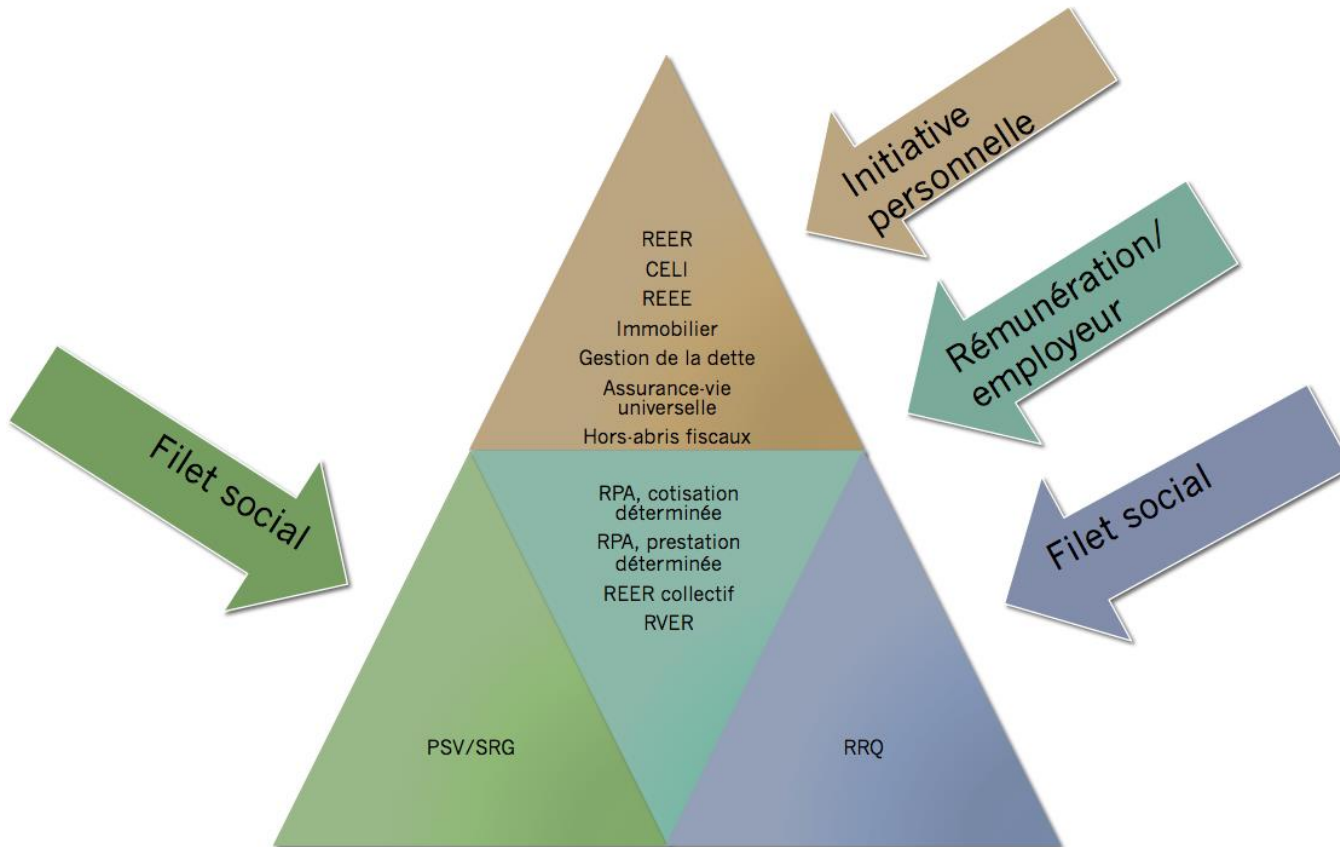 Initiative
personnelle
Rémunération/
employeur
Filet social
Filet social
REER
CELI
REEE
Immobilier
Gestion de la dette
Assurance-vie
universelle
Hors-abris fiscaux
RPA, cotisation
déterminée
RPA, prestation
déterminée
REER collectif
RVER
PSV/SRG
RRQ